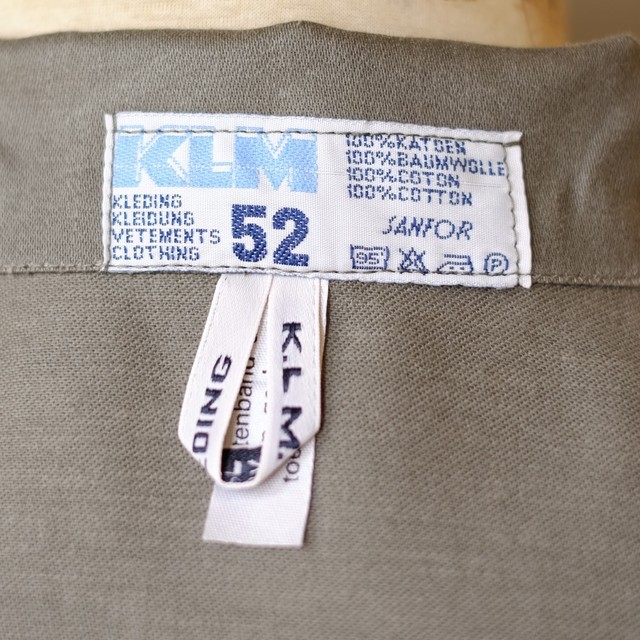 KLM
KLEDING
KLEIDUNG
VETEMENTS
CLOTHING
52
100%KATOEN
100%BAUMWOLLE
100%COTON
100%COTTON
SANFOR
95
P
K.L.M.